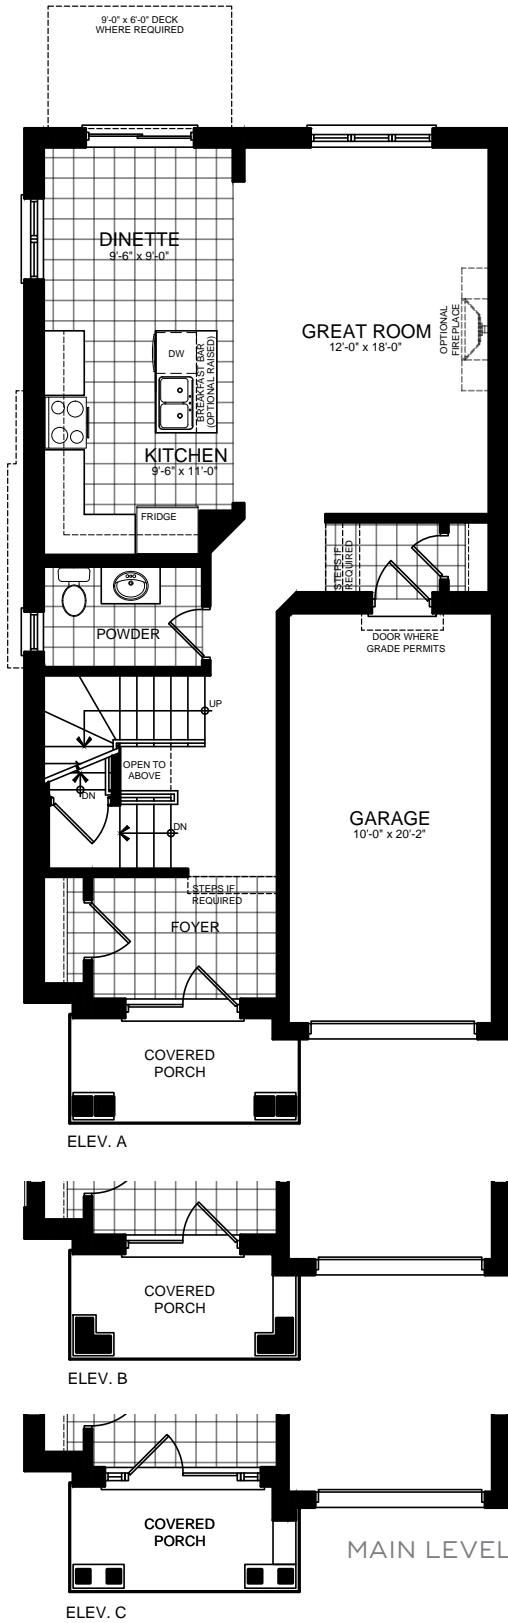 9'-0" x 6'-0" DECK
WHERE REQUIRED
DINETTE
9'-6" x 9'-0"
GREAT ROOM
12'-0" x 18'-0"
OPTIONAL
FIREPLACE
DW
BREAKFAST BAR
(OPTIONAL RAISED)
KITCHEN
9'-6" x 11'-0"
FRIDGE
STEPS IF
REQUIRED
POWDER
DOOR WHERE
GRADE PERMITS
UP
OPEN TO
ABOVE
DN
DN
GARAGE
10'-0" x 20'-2"
STEPS IF
REQUIRED
FOYER
COVERED
PORCH
ELEV. A
COVERED
PORCH
ELEV. B
COVERED
PORCH
MAIN LEVEL
ELEV. C